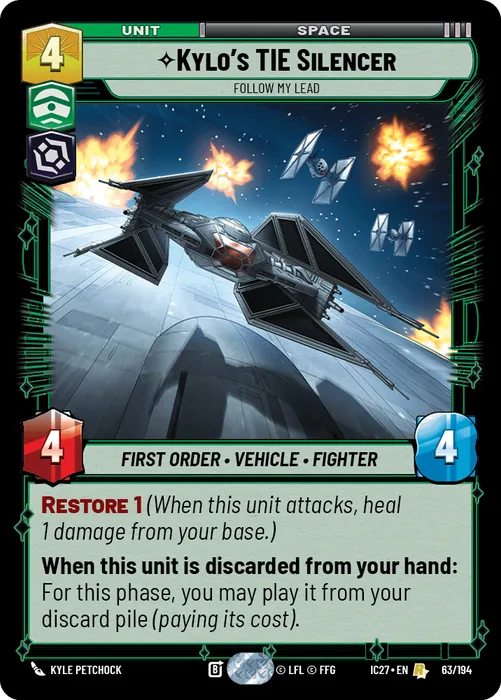 UNIT
SPACE
4
✧KYLO'S TIE SILENCER
FOLLOW MY LEAD
4
4
FIRST ORDER • VEHICLE • FIGHTER
RESTORE 1 (When this unit attacks, heal
1 damage from your base.)
When this unit is discarded from your hand:
For this phase, you may play it from your
discard pile (paying its cost).
KYLE PETCHOCK
B
© LFL © FFG
IC27 • EN
R
63/194